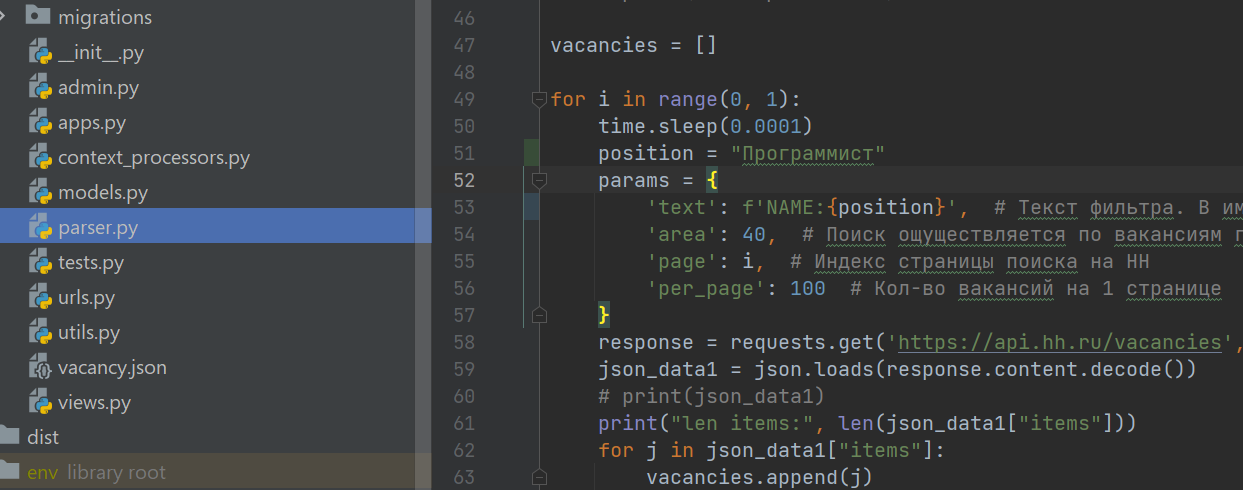 migrations
__init__.py
admin.py
apps.py
context_processors.py
models.py
parser.py
tests.py
urls.py
utils.py
vacancy.json
views.py
dist
env library root
46
47 vacancies = []
48
49 for i in range(0, 1):
50 time.sleep(0.0001)
51 position = "Программист"
52 params = {
53 'text': f'NAME:{position}', # Текст фильтра. В
54 'area': 40, # Поиск ощуществляется по вакансиям
55 'page': i, # Индекс страницы поиска на HH
56 'per_page': 100 # Кол-во вакансий на 1 странице
57 }
58 response = requests.get('https://api.hh.ru/vacancies',
59 json_data1 = json.loads(response.content.decode())
60 # print(json_data1)
61 print("len items:", len(json_data1["items"]))
62 for j in json_data1["items"]:
63 vacancies.append(j)